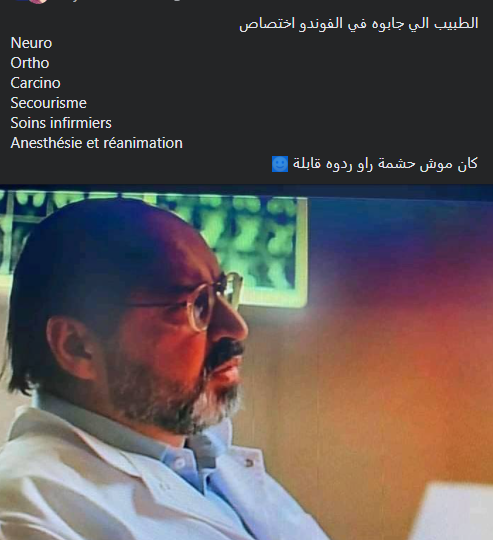 الطبيب الي جابوه في الفوندو اختصاص
Neuro
Ortho
Carcino
Secourisme
Soins infirmiers
Anesthésie et réanimation
كان موش حشمة راو ردوه قابلة